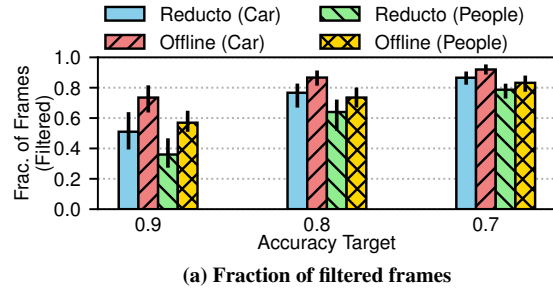 Reducto (Car) Reducto (People)
Offline (Car) Offline (People)
Frac. of Frames
(Filtered)
1.0
0.8
0.6
0.4
0.2
0.0
0.9 0.8 0.7
Accuracy Target
(a) Fraction of filtered frames